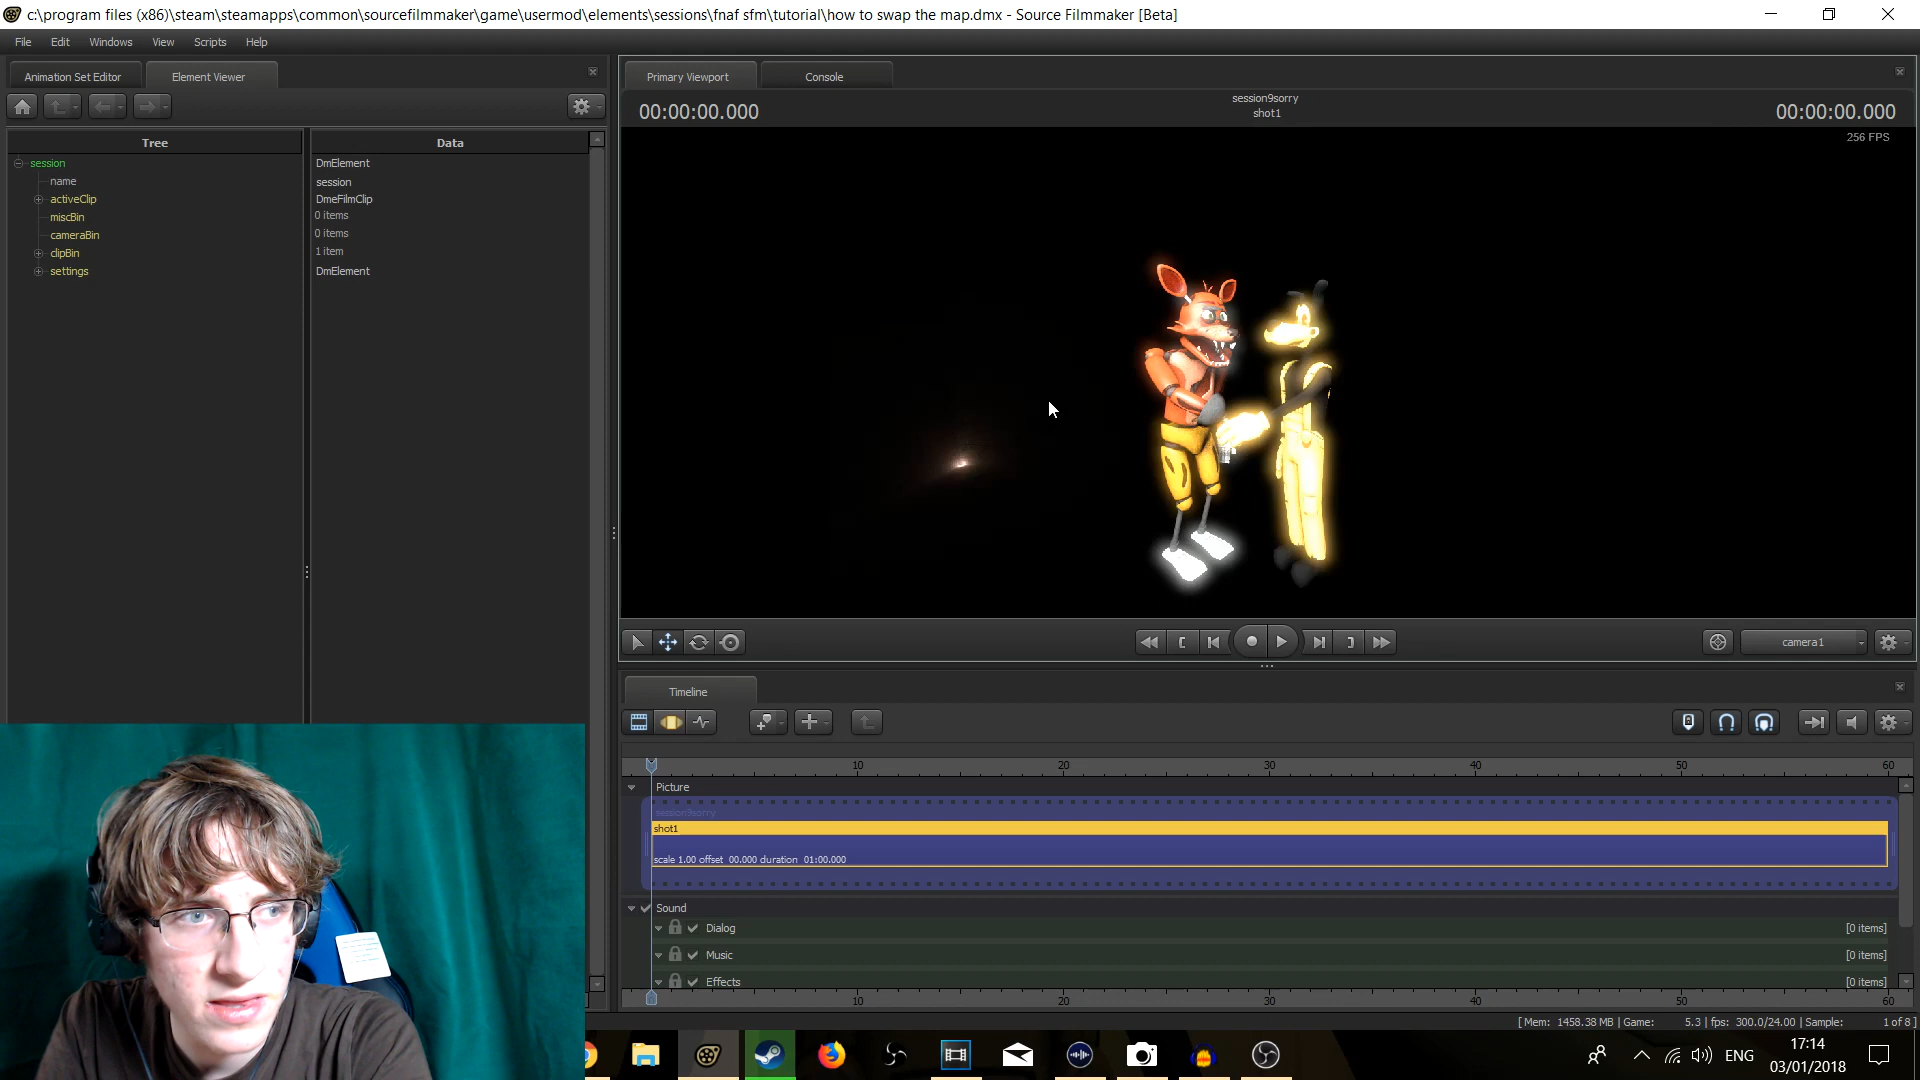 c:\program files (x86)\steam\steamapps\common\sourcefilmmaker\game\usermod\elements\sessions\fnaf sfm\tutorial\how to swap the map.dmx - Source Filmmaker [Beta]
File Edit Windows View Scripts Help
Animation Set Editor Element Viewer
Tree Data
session DmElement
name session
activeClip DmeFilmClip
miscBin 0 items
cameraBin 0 items
clipBin 1 item
settings DmElement
Primary Viewport Console
00:00:00.000 session9sorry 00:00:00.000
shot1
256 FPS
camera1
Timeline
10 20 30 40 50 60
Picture
session9sorry
shot1
scale 1.00 offset 00.000 duration 01:00.000
Sound
Dialog [0 items]
Music [0 items]
Effects [0 items]
10 20 30 40 50 60
[ Mem: 1458.38 MB | Game: 5.3 | fps: 300.0/24.00 | Sample: 1 of 8 ]
ENG
17:14
03/01/2018